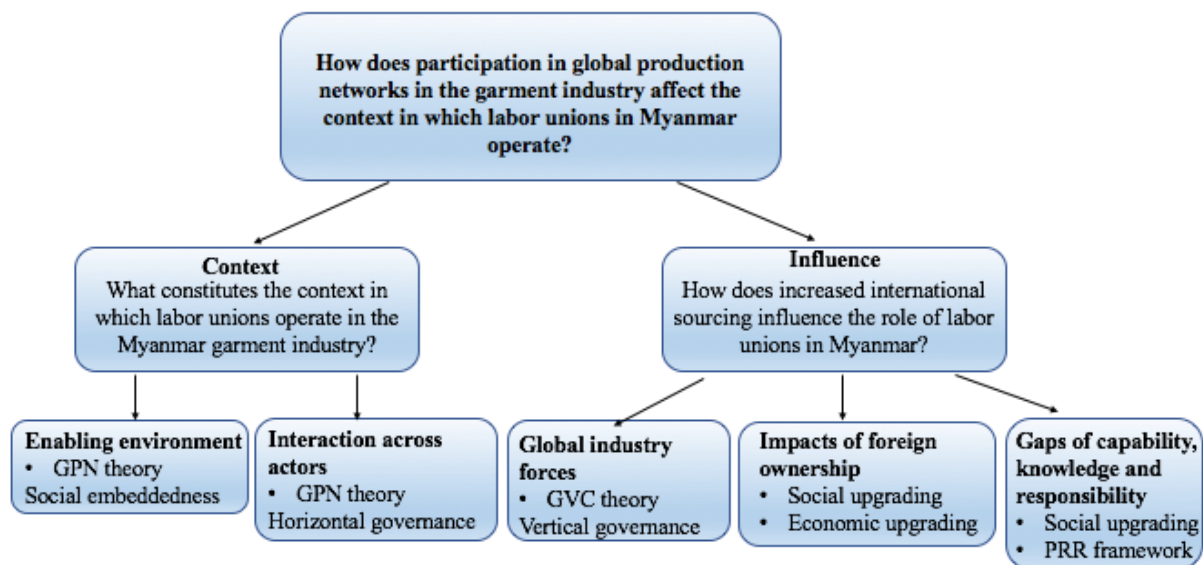 How does participation in global production
networks in the garment industry affect the
context in which labor unions in Myanmar
operate?
Context
What constitutes the context in
which labor unions operate in the
Myanmar garment industry?
Influence
How does increased international
sourcing influence the role of labor
unions in Myanmar?
Enabling environment
• GPN theory
Social embeddedness
Interaction across
actors
• GPN theory
Horizontal governance
Global industry
forces
• GVC theory
Vertical governance
Impacts of foreign
ownership
• Social upgrading
• Economic upgrading
Gaps of capability,
knowledge and
responsibility
• Social upgrading
• PRR framework